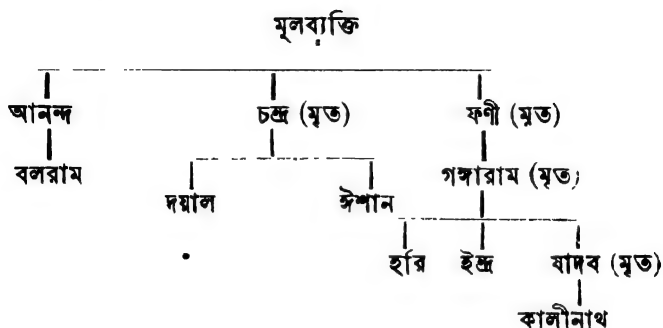 মূলব্যক্তি
আনন্দ চন্দ্র (মৃত) ফণী (মৃত)
বলরাম গঙ্গারাম (মৃত)
দয়াল ঈশান
হরি ইন্দ্র যাদব (মৃত)
কালীনাথ